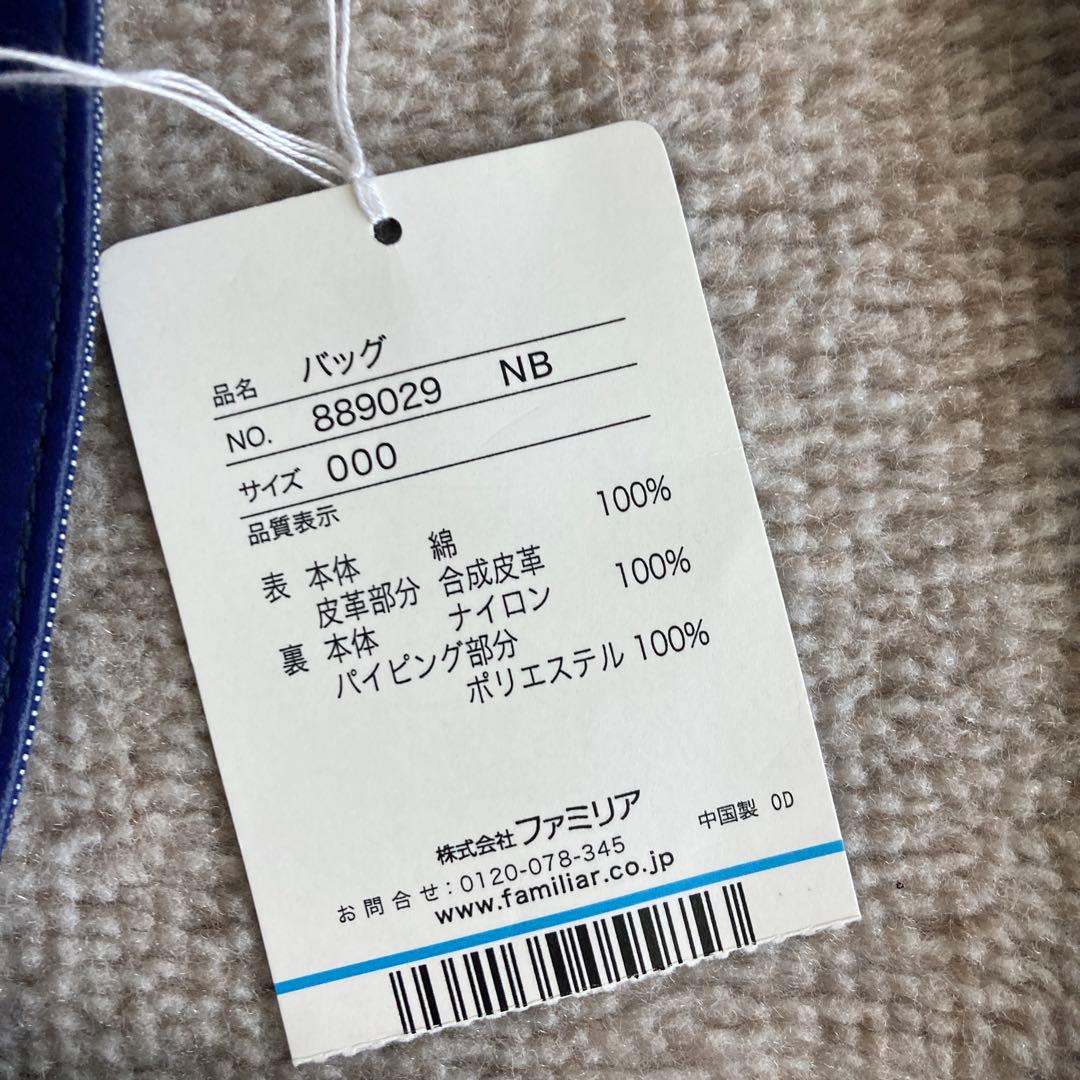 品名 バッグ
NO. 889029 NB
サイズ 000
品質表示
表 本体 綿 100%
皮革部分 合成皮革
裏 本体 ナイロン 100%
パイピング部分
ポリエステル 100%
株式会社ファミリア
お問合せ:0120-078-345
www.familiar.co.jp
中国製 0D